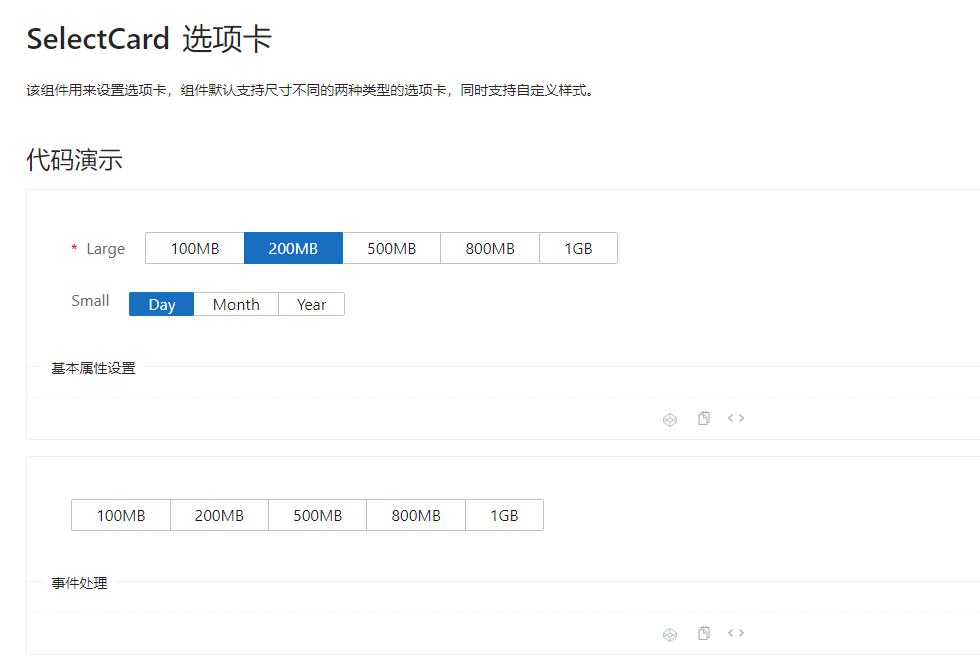 SelectCard 选项卡
该组件用来设置选项卡，组件默认支持尺寸不同的两种类型的选项卡，同时支持自定义样式。
代码演示
* Large 100MB 200MB 500MB 800MB 1GB
Small Day Month Year
基本属性设置
100MB 200MB 500MB 800MB 1GB
事件处理